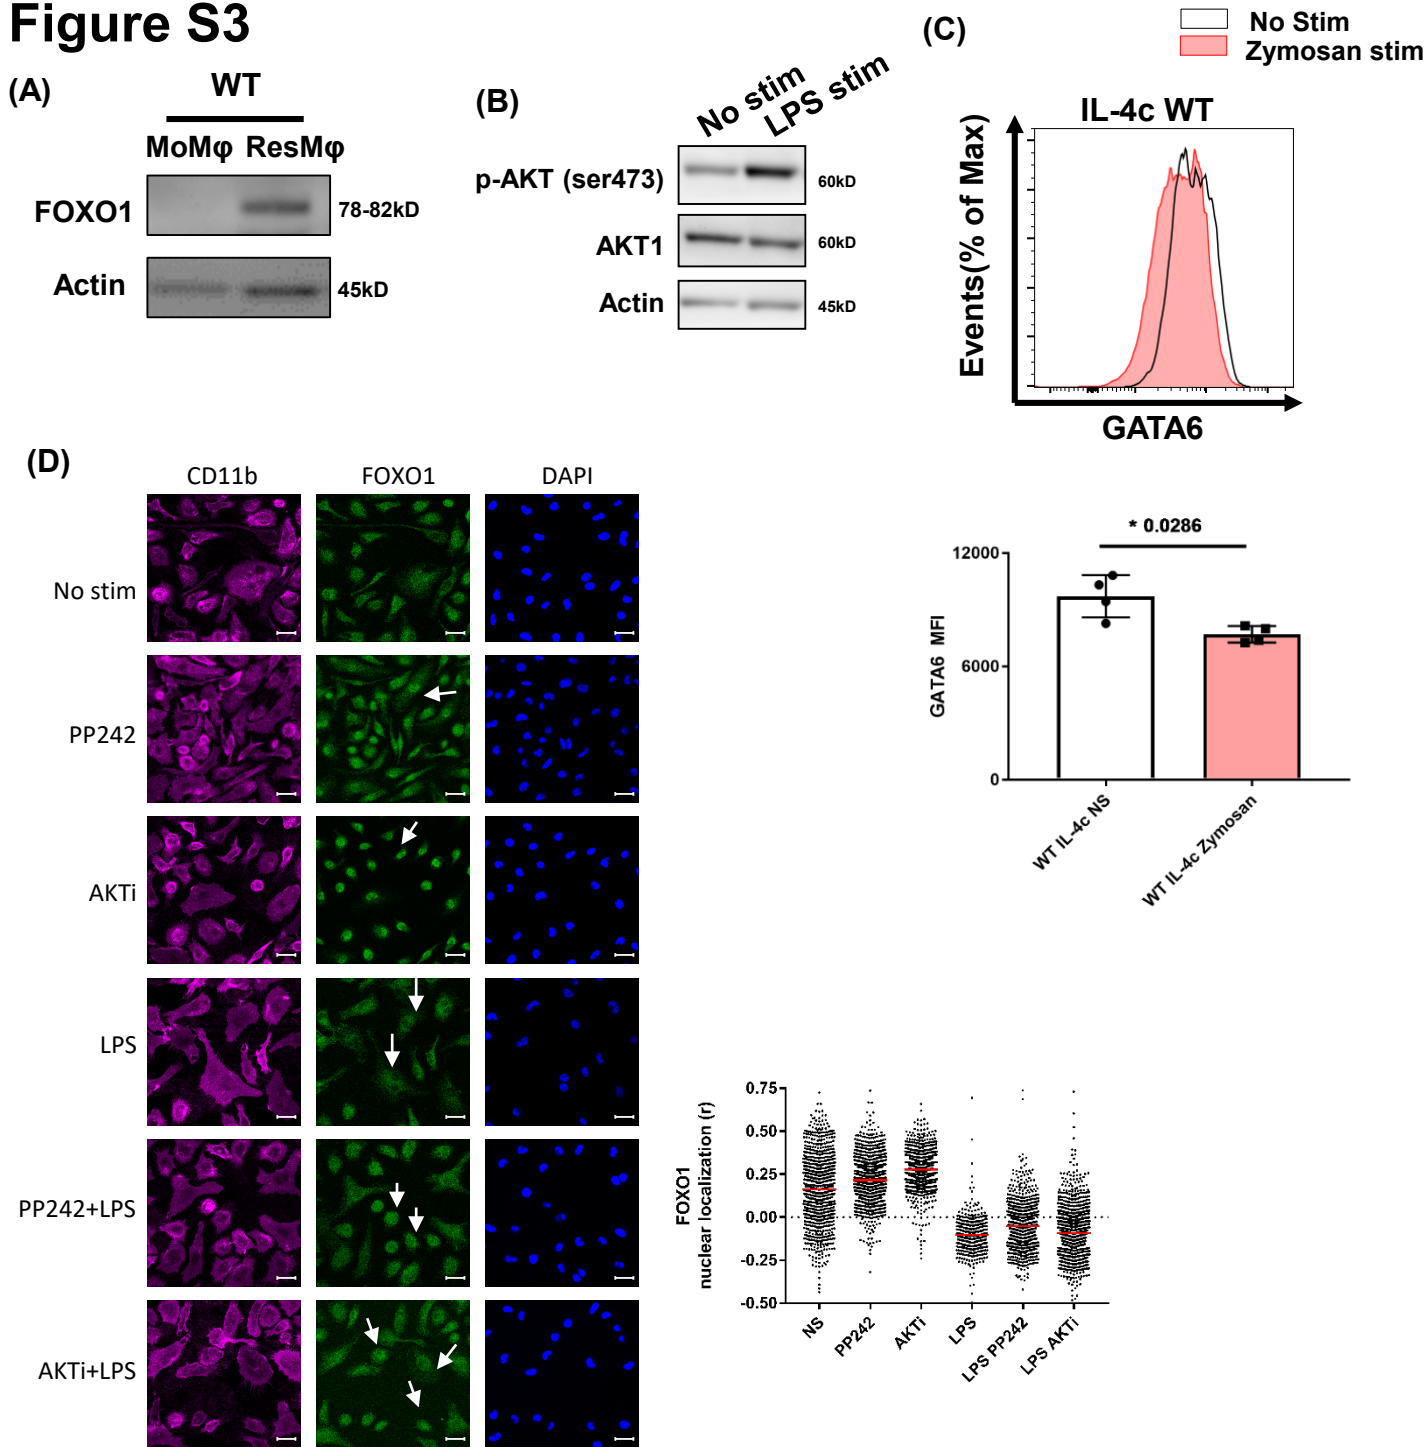 Figure S3
(A)
WT
MoMφ ResMφ
FOXO1
78-82kD
Actin
45kD
(B)
No stim
LPS stim
p-AKT (ser473)
60kD
AKT1
60kD
Actin
45kD
(C)
No Stim
Zymosan stim
IL-4c WT
Events(% of Max)
GATA6
* 0.0286
12000
6000
0
GATA6 MFI
WT IL-4c NS
WT IL-4c Zymosan
(D)
CD11b FOXO1 DAPI
No stim
PP242
AKTi
LPS
PP242+LPS
AKTi+LPS
FOXO1
nuclear localization (r)
0.75
0.50
0.25
0.00
-0.25
-0.50
NS
PP242
AKTi
LPS
LPS PP242
LPS AKTi